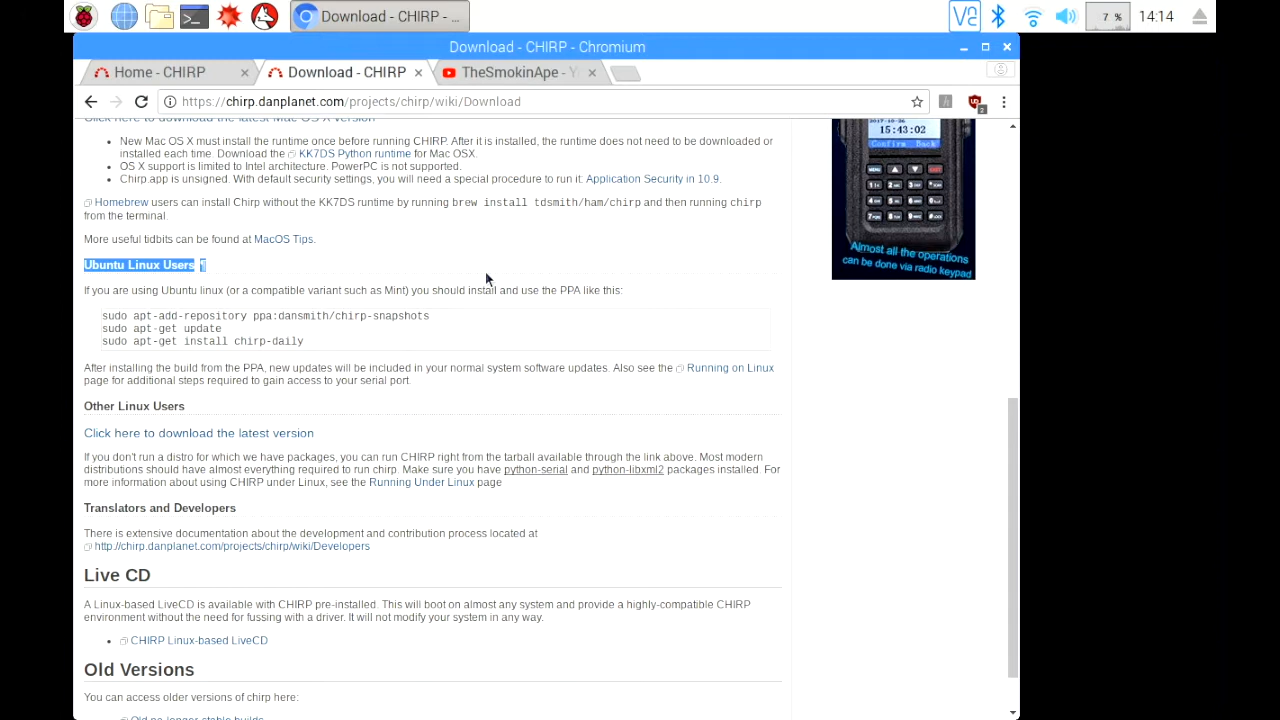 Download - CHIRP - ...
7 %
14:14
Download - CHIRP - Chromium
Home - CHIRP
Download - CHIRP
TheSmokinApe - Y
https://chirp.danplanet.com/projects/chirp/wiki/Download
Click here to download the latest Mac OS X version
New Mac OS X must install the runtime once before running CHIRP. After it is installed, the runtime does not need to be downloaded or
installed each time. Download the KK7DS Python runtime for Mac OSX.
OS X support is limited to Intel architecture. PowerPC is not supported.
Chirp.app is unsigned. With default security settings, you will need a special procedure to run it: Application Security in 10.9.
Homebrew users can install Chirp without the KK7DS runtime by running brew install tdsmith/ham/chirp and then running chirp
from the terminal.
More useful tidbits can be found at MacOS Tips.
Ubuntu Linux Users ¶
If you are using Ubuntu linux (or a compatible variant such as Mint) you should install and use the PPA like this:
sudo apt-add-repository ppa:dansmith/chirp-snapshots
sudo apt-get update
sudo apt-get install chirp-daily
After installing the build from the PPA, new updates will be included in your normal system software updates. Also see the Running on Linux
page for additional steps required to gain access to your serial port.
Other Linux Users
Click here to download the latest version
If you don't run a distro for which we have packages, you can run CHIRP right from the tarball available through the link above. Most modern
distributions should have almost everything required to run chirp. Make sure you have python-serial and python-libxml2 packages installed. For
more information about using CHIRP under Linux, see the Running Under Linux page
Translators and Developers
There is extensive documentation about the development and contribution process located at
http://chirp.danplanet.com/projects/chirp/wiki/Developers
Live CD
A Linux-based LiveCD is available with CHIRP pre-installed. This will boot on almost any system and provide a highly-compatible CHIRP
environment without the need for fussing with a driver. It will not modify your system in any way.
CHIRP Linux-based LiveCD
Old Versions
You can access older versions of chirp here:
Old no-longer-stable builds
15:43:02
Confirm Back
MENU
Almost all the operations
can be done via radio keypad